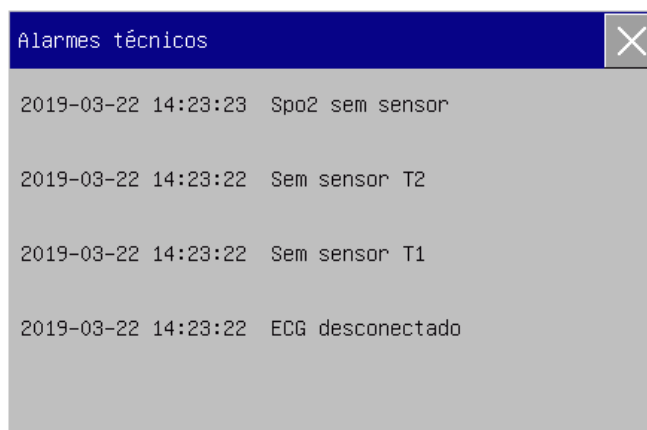 Alarmes técnicos
2019-03-22 14:23:23 Spo2 sem sensor
2019-03-22 14:23:22 Sem sensor T2
2019-03-22 14:23:22 Sem sensor T1
2019-03-22 14:23:22 ECG desconectado